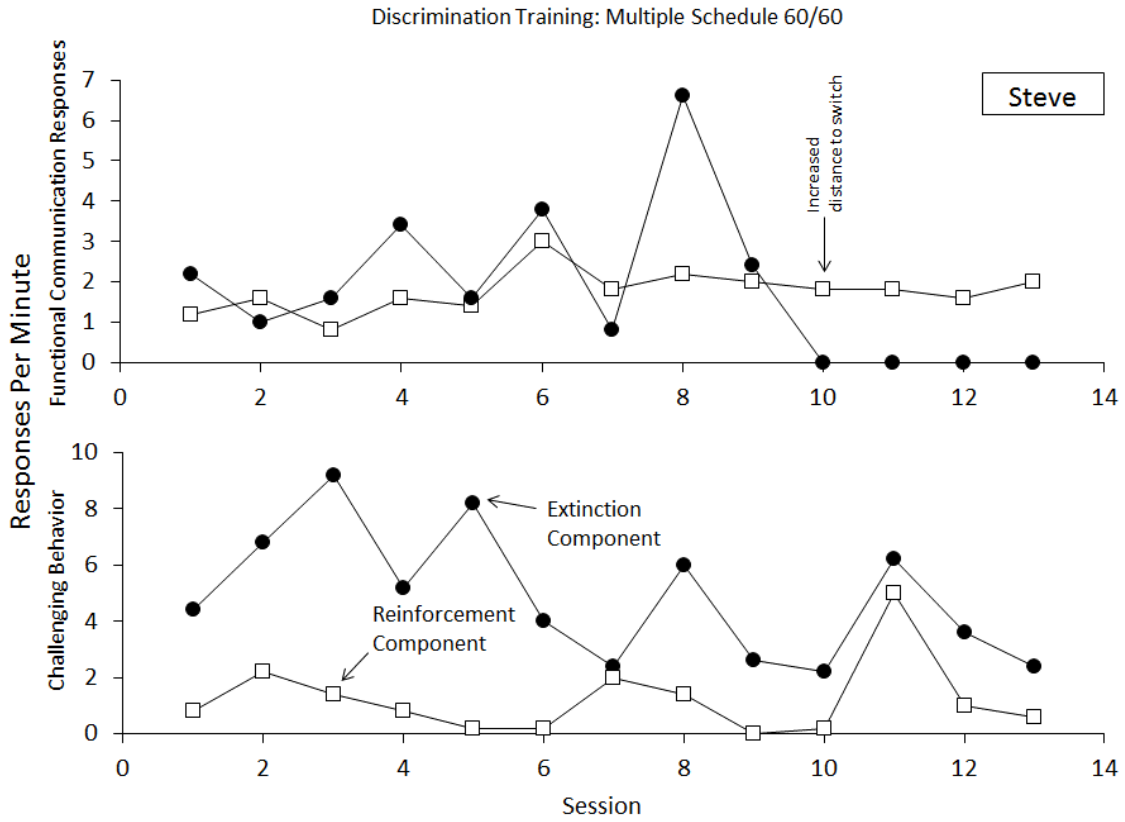 Discrimination Training: Multiple Schedule 60/60
Responses Per Minute
Functional Communication Responses
7
6
5
4
3
2
1
0
0 2 4 6 8 10 12 14
Steve
Increased
distance to switch
Challenging Behavior
10
8
6
4
2
0
0 2 4 6 8 10 12 14
Extinction
Component
Reinforcement
Component
Session